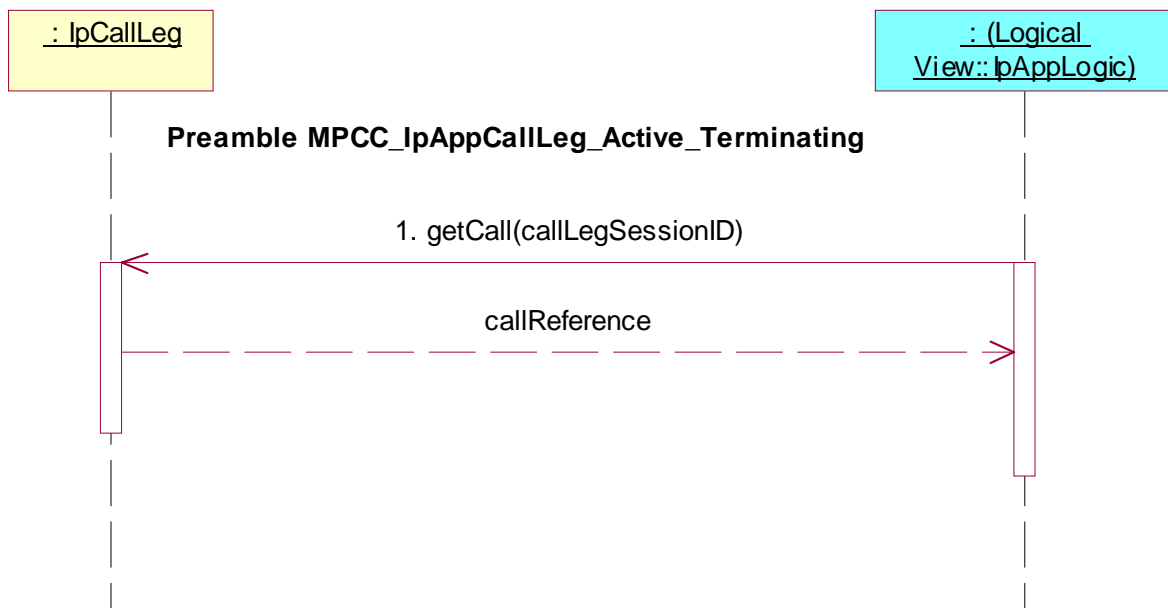 : IpCallLeg
: (Logical
View::IpAppLogic)
Preamble MPCC_IpAppCallLeg_Active_Terminating
1. getCall(callLegSessionID)
callReference